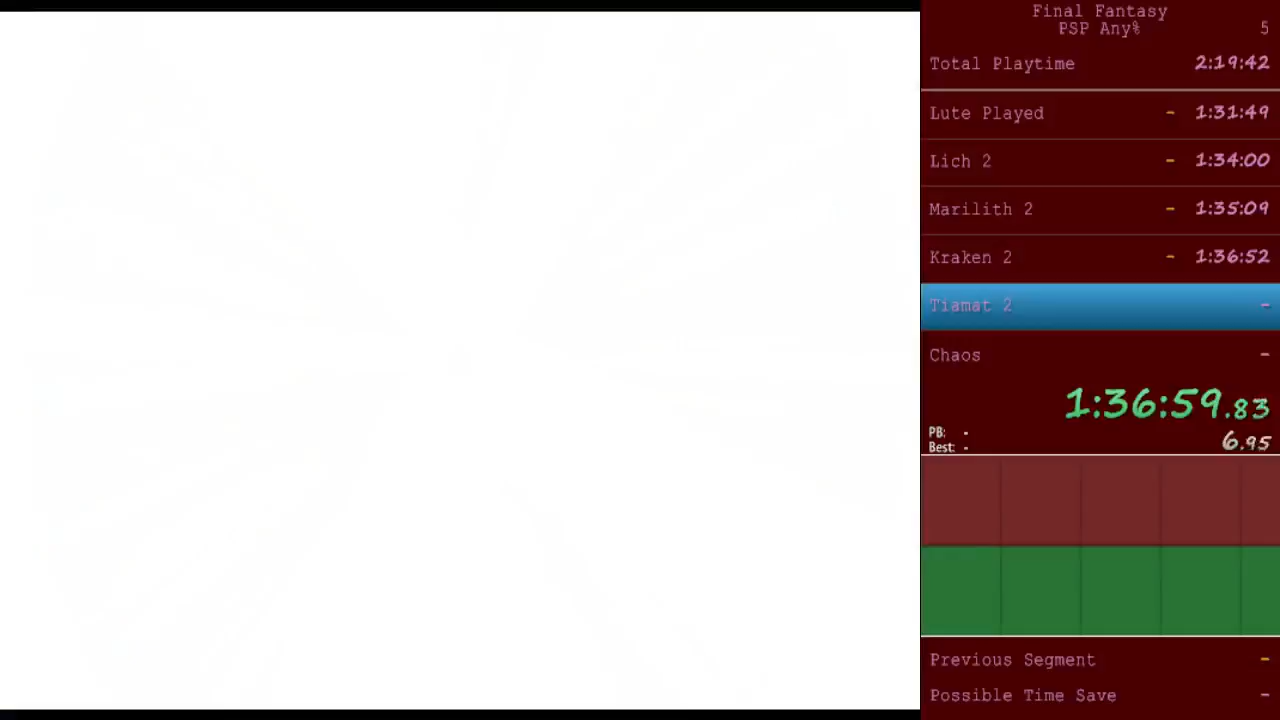 Final Fantasy
PSP Any% 5
Total Playtime 2:19:42
Lute Played - 1:31:49
Lich 2 - 1:34:00
Marilith 2 - 1:35:09
Kraken 2 - 1:36:52
Tiamat 2 -
Chaos -
1:36:59.83
PB: -
Best: - 6.95
Previous Segment -
Possible Time Save -